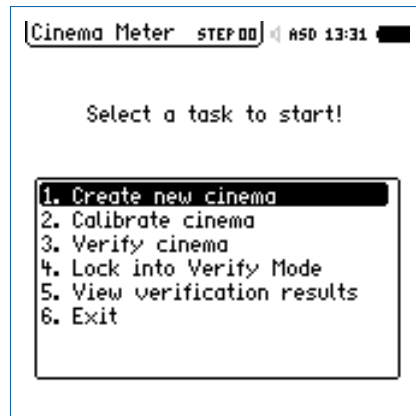 Cinema Meter STEP 00 ASD 13:31
Select a task to start!
1. Create new cinema
2. Calibrate cinema
3. Verify cinema
4. Lock into Verify Mode
5. View verification results
6. Exit